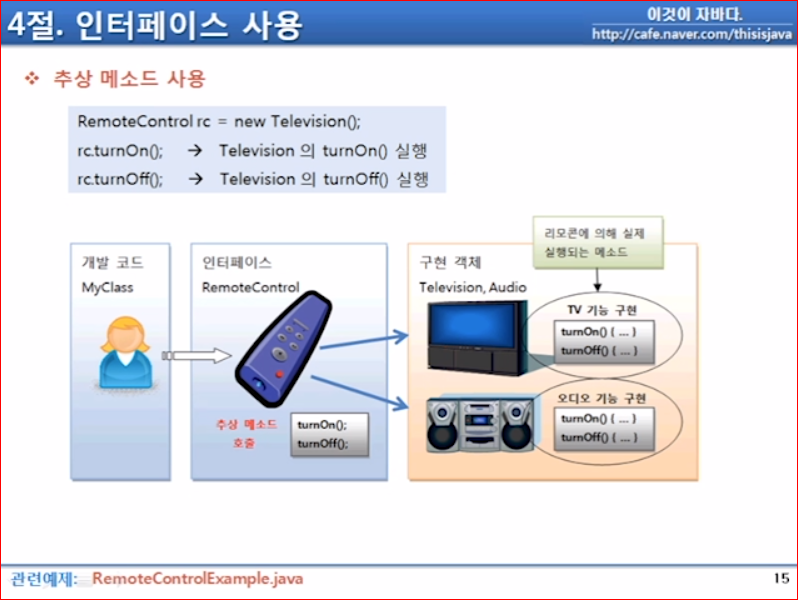 4절. 인터페이스 사용
이것이 자바다.
http://cafe.naver.com/thisisjava
❖ 추상 메소드 사용
RemoteControl rc = new Television();
rc.turnOn(); → Television 의 turnOn() 실행
rc.turnOff(); → Television 의 turnOff() 실행
리모콘에 의해 실제
실행되는 메소드
개발 코드
MyClass
인터페이스
RemoteControl
구현 객체
Television, Audio
TV 기능 구현
turnOn() { ... }
turnOff() { ... }
추상 메소드
호출
turnOn();
turnOff();
오디오 기능 구현
turnOn() { ... }
turnOff() { ... }
관련예제: RemoteControlExample.java
15